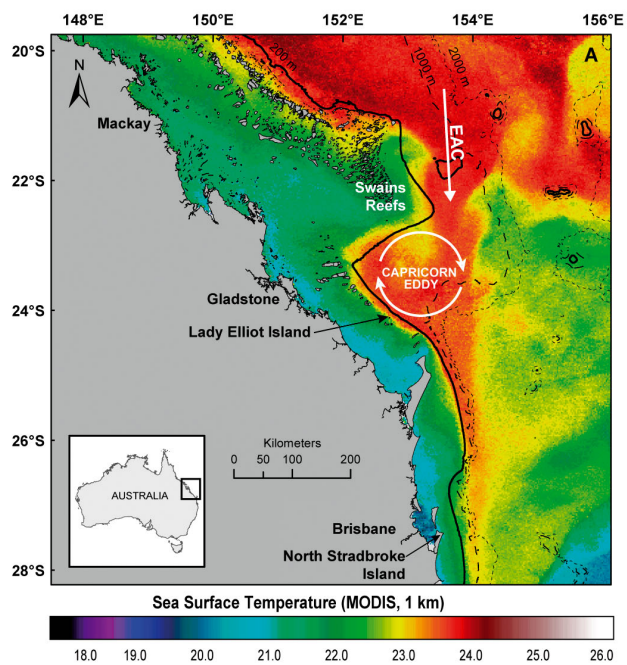 148°E 150°E 152°E 154°E 156°E
20°S
22°S
24°S
26°S
28°S
A
N
200 m
1000 m
2000 m
Mackay
EAC
Swains
Reefs
CAPRICORN
EDDY
Gladstone
Lady Elliot Island
Kilometers
0 50 100 200
AUSTRALIA
Brisbane
North Stradbroke
Island
Sea Surface Temperature (MODIS, 1 km)
18.0 19.0 20.0 21.0 22.0 23.0 24.0 25.0 26.0